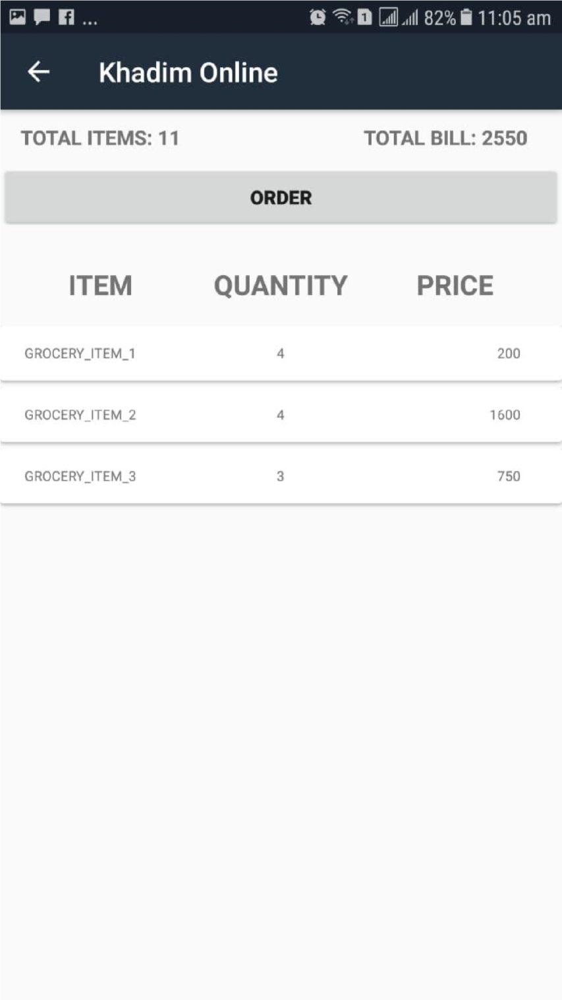 ... 1 82% 11:05 am
Khadim Online
TOTAL ITEMS: 11 TOTAL BILL: 2550
ORDER
ITEM QUANTITY PRICE
GROCERY_ITEM_1 4 200
GROCERY_ITEM_2 4 1600
GROCERY_ITEM_3 3 750